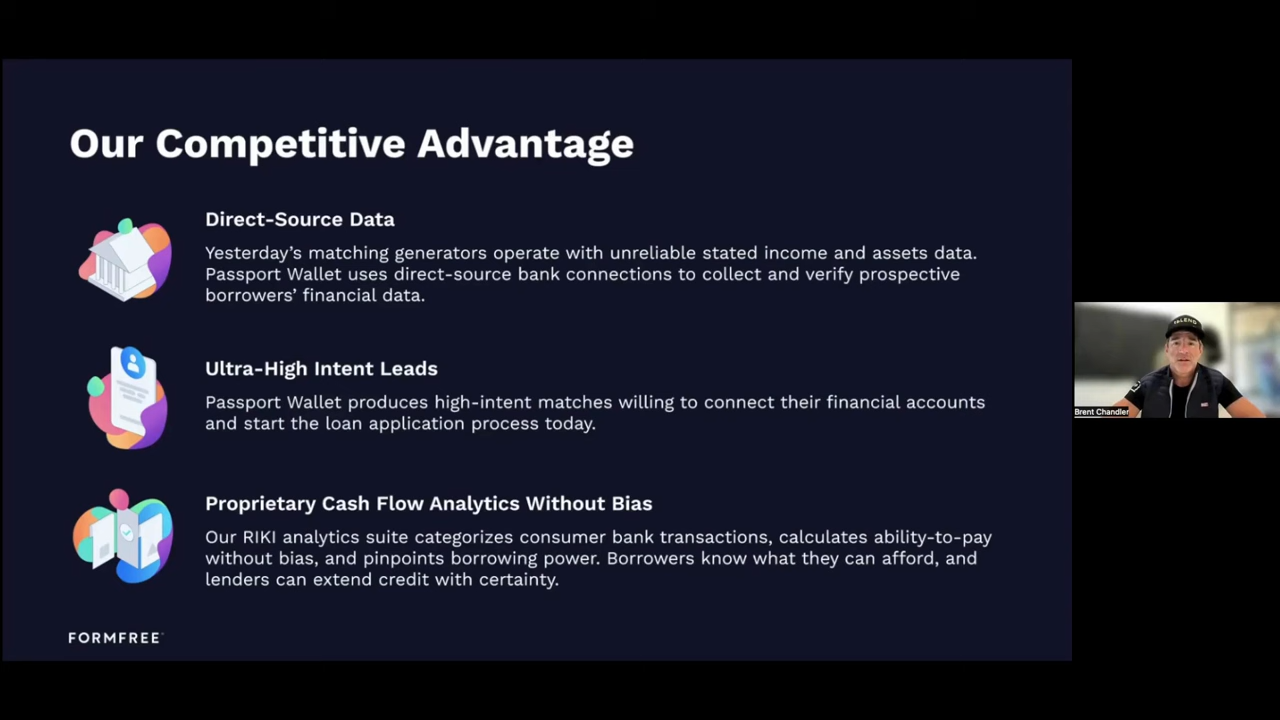 Our Competitive Advantage
Direct-Source Data
Yesterday's matching generators operate with unreliable stated income and assets data.
Passport Wallet uses direct-source bank connections to collect and verify prospective
borrowers' financial data.
Ultra-High Intent Leads
Passport Wallet produces high-intent matches willing to connect their financial accounts
and start the loan application process today.
Proprietary Cash Flow Analytics Without Bias
Our RIKI analytics suite categorizes consumer bank transactions, calculates ability-to-pay
without bias, and pinpoints borrowing power. Borrowers know what they can afford, and
lenders can extend credit with certainty.
FORMFREE
Brent Chandler